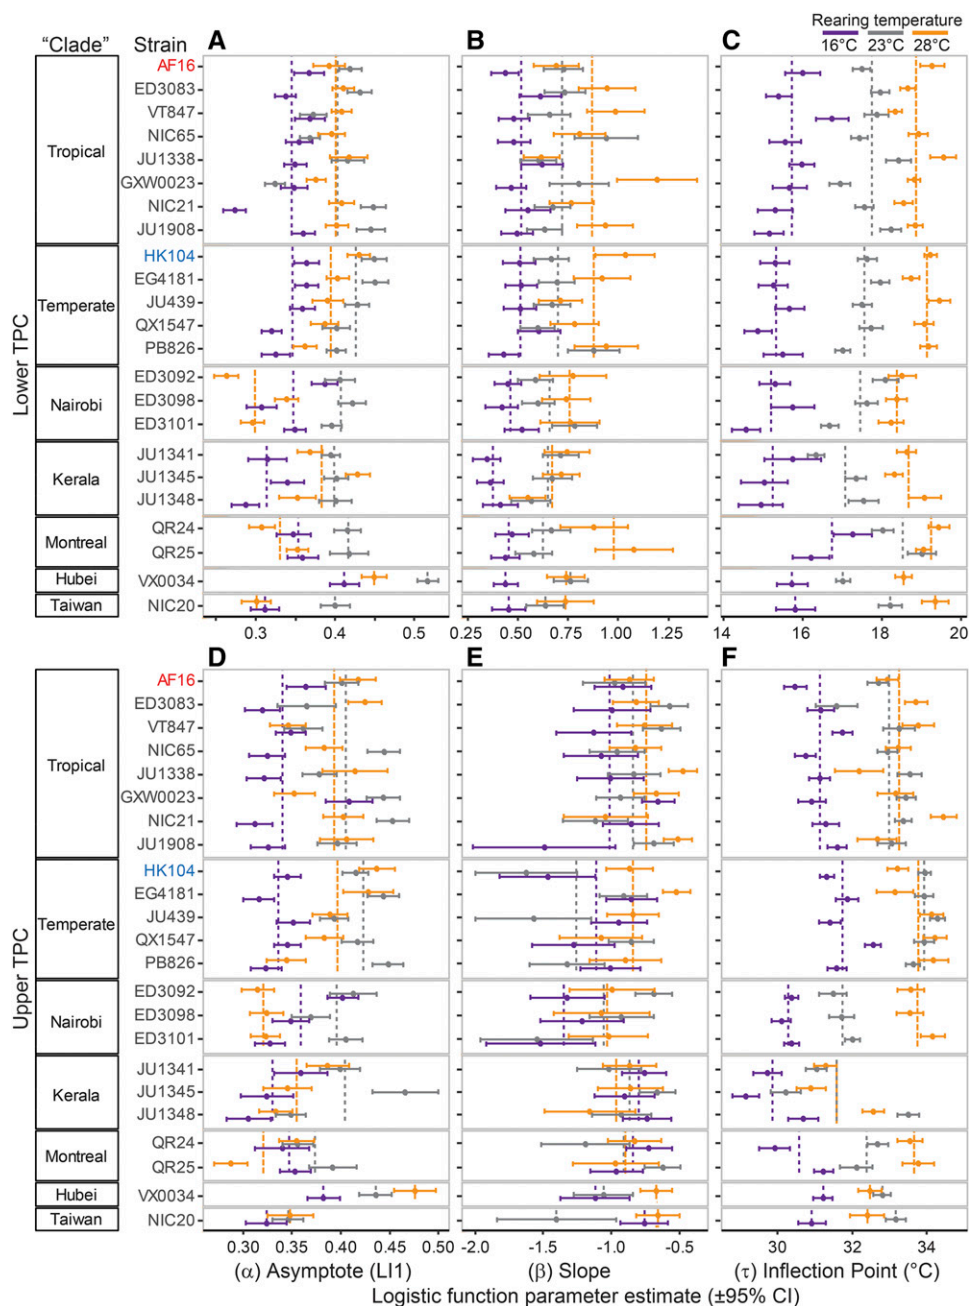 Rearing temperature
16°C 23°C 28°C
“Clade” Strain A B C
Lower TPC
Tropical
AF16
ED3083
VT847
NIC65
JU1338
GXW0023
NIC21
JU1908
Temperate
HK104
EG4181
JU439
QX1547
PB826
Nairobi
ED3092
ED3098
ED3101
Kerala
JU1341
JU1345
JU1348
Montreal
QR24
QR25
Hubei
VX0034
Taiwan
NIC20
0.3 0.4 0.5
0.25 0.50 0.75 1.00 1.25
14 16 18 20
D E F
Upper TPC
Tropical
AF16
ED3083
VT847
NIC65
JU1338
GXW0023
NIC21
JU1908
Temperate
HK104
EG4181
JU439
QX1547
PB826
Nairobi
ED3092
ED3098
ED3101
Kerala
JU1341
JU1345
JU1348
Montreal
QR24
QR25
Hubei
VX0034
Taiwan
NIC20
0.30 0.35 0.40 0.45 0.50
-2.0 -1.5 -1.0 -0.5
30 32 34
(α) Asymptote (LI1) (β) Slope (τ) Inflection Point (°C)
Logistic function parameter estimate (±95% CI)